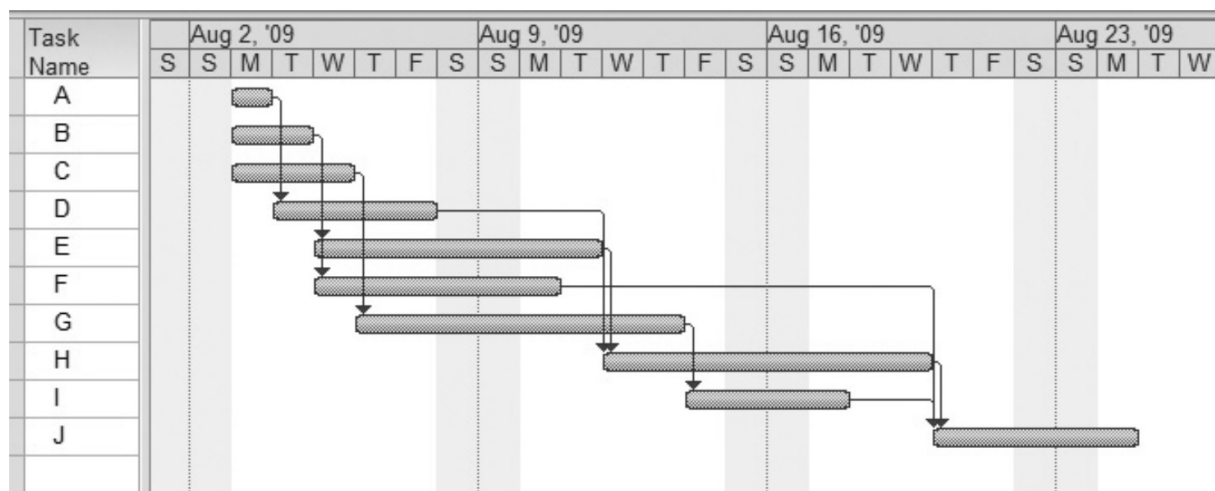 Task Name
Aug 2, '09 Aug 9, '09 Aug 16, '09 Aug 23, '09
S S M T W T F S S M T W T F S S M T W T F S S M T W
A
B
C
D
E
F
G
H
I
J